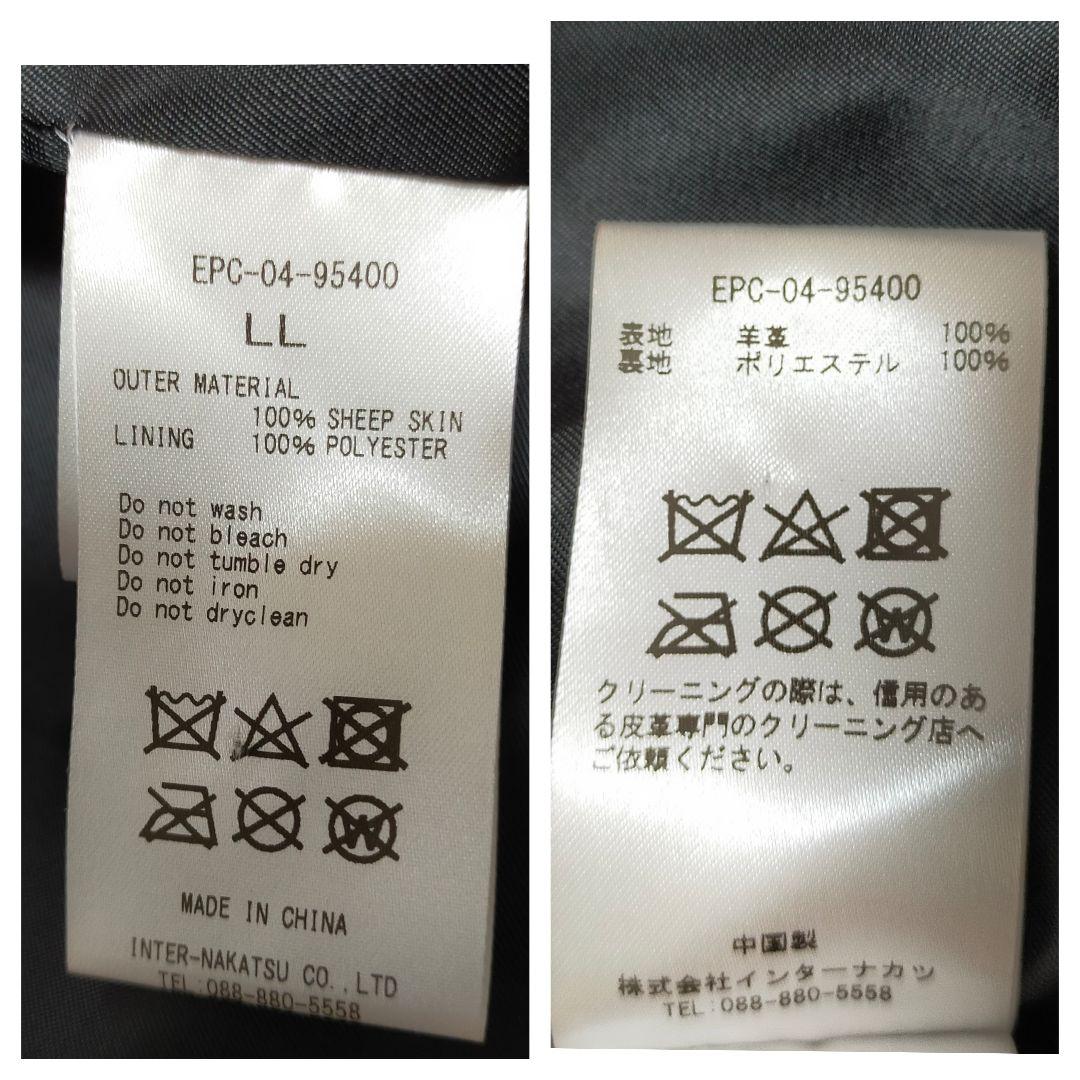 EPC-04-95400
LL
OUTER MATERIAL
100% SHEEP SKIN
LINING 100% POLYESTER
Do not wash
Do not bleach
Do not tumble dry
Do not iron
Do not dryclean
W
MADE IN CHINA
INTER-NAKATSU CO.,LTD
TEL:088-880-5558
EPC-04-95400
表地 羊革 100%
裏地 ポリエステル 100%
W
クリーニングの際は、信用のあ
る皮革専門のクリーニング店へ
ご依頼ください。
中国製
株式会社インターナカツ
TEL:088-880-5558